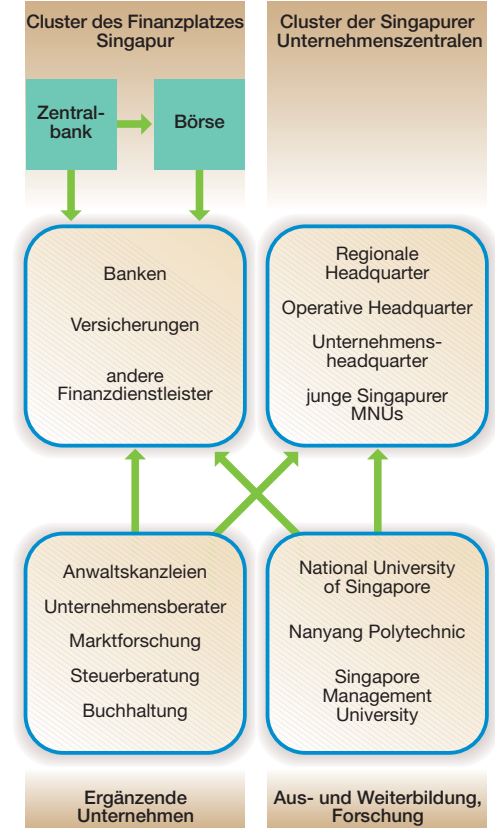 Cluster des Finanzplatzes
Singapur
Cluster der Singapurer
Unternehmenszentralen
Zentral-
bank
Börse
Banken
Versicherungen
andere
Finanzdienstleister
Regionale
Headquarter
Operative Headquarter
Unternehmens-
headquarter
junge Singapurer
MNUs
Anwaltskanzleien
Unternehmensberater
Marktforschung
Steuerberatung
Buchhaltung
National University
of Singapore
Nanyang Polytechnic
Singapore
Management
University
Ergänzende
Unternehmen
Aus- und Weiterbildung,
Forschung